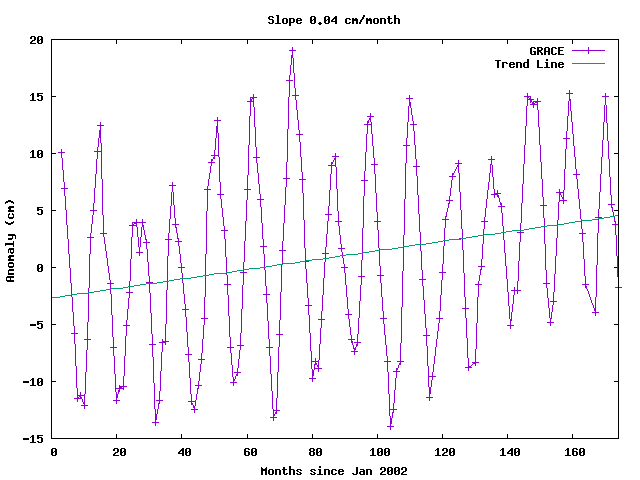 Slope 0.04 cm/month
GRACE
Trend Line
Anomaly (cm)
20
15
10
5
0
-5
-10
-15
0 20 40 60 80 100 120 140 160
Months since Jan 2002